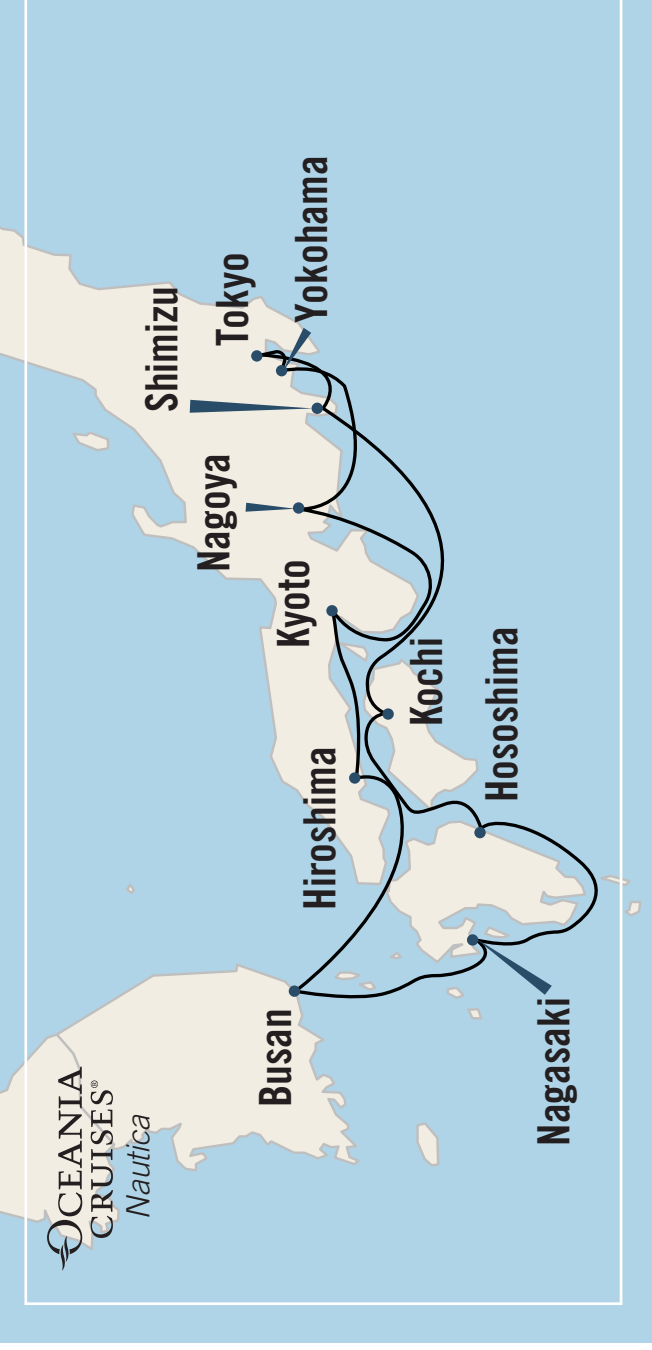 OCEANIA
CRUISES®
Nautica
Busan
Hiroshima
Kyoto
Nagoya
Shimizu
Tokyo
Yokohama
Kochi
Hososhima
Nagasaki